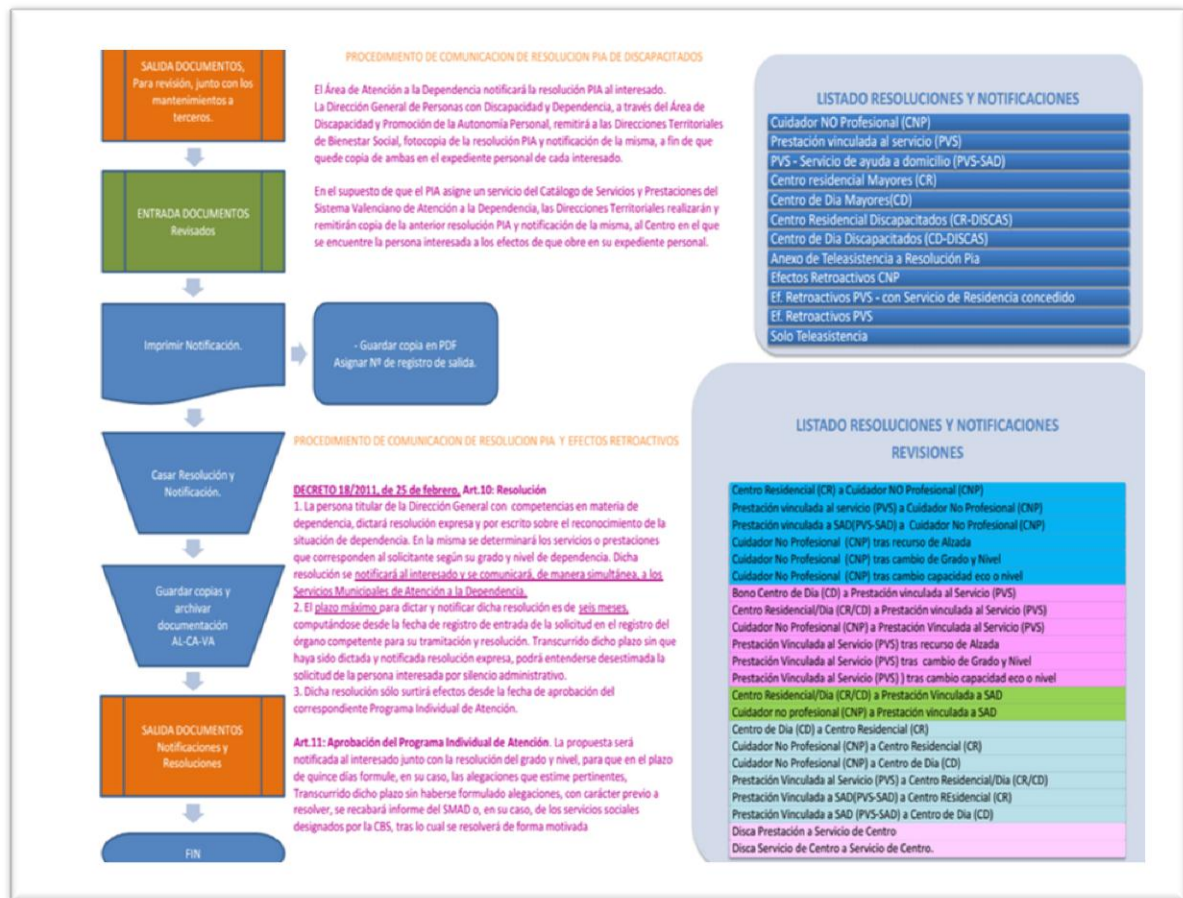 SALIDA DOCUMENTOS,
Para revisión, junto con los
mantenimientos a
terceros.
ENTRADA DOCUMENTOS
Revisados
Imprimir Notificación.
- Guardar copia en PDF
Asignar Nº de registro de salida.
Casar Resolución y
Notificación.
Guardar copias y
archivar
documentación
AL-CA-VA
SALIDA DOCUMENTOS
Notificaciones y
Resoluciones
FIN
PROCEDIMIENTO DE COMUNICACION DE RESOLUCION PIA DE DISCAPACITADOS
El Área de Atención a la Dependencia notificará la resolución PIA al interesado.
La Dirección General de Personas con Discapacidad y Dependencia, a través del Área de
Discapacidad y Promoción de la Autonomía Personal, remitirá a las Direcciones Territoriales
de Bienestar Social, fotocopia de la resolución PIA y notificación de la misma, a fin de que
quede copia de ambas en el expediente personal de cada interesado.
En el supuesto de que el PIA asigne un servicio del Catálogo de Servicios y Prestaciones del
Sistema Valenciano de Atención a la Dependencia, las Direcciones Territoriales realizarán y
remitirán copia de la anterior resolución PIA y notificación de la misma, al Centro en el que
se encuentre la persona interesada a los efectos de que obre en su expediente personal.
PROCEDIMIENTO DE COMUNICACION DE RESOLUCION PIA Y EFECTOS RETROACTIVOS
DECRETO 18/2011, de 25 de febrero, Art.10: Resolución
1. La persona titular de la Dirección General con competencias en materia de
dependencia, dictará resolución expresa y por escrito sobre el reconocimiento de la
situación de dependencia. En la misma se determinará los servicios o prestaciones
que corresponden al solicitante según su grado y nivel de dependencia. Dicha
resolución se notificará al interesado y se comunicará, de manera simultánea, a los
Servicios Municipales de Atención a la Dependencia.
2. El plazo máximo para dictar y notificar dicha resolución es de seis meses,
computándose desde la fecha de registro de entrada de la solicitud en el registro del
órgano competente para su tramitación y resolución. Transcurrido dicho plazo sin que
haya sido dictada y notificada resolución expresa, podrá entenderse desestimada la
solicitud de la persona interesada por silencio administrativo.
3. Dicha resolución sólo surtirá efectos desde la fecha de aprobación del
correspondiente Programa Individual de Atención.
Art.11: Aprobación del Programa Individual de Atención. La propuesta será
notificada al interesado junto con la resolución del grado y nivel, para que en el plazo
de quince días formule, en su caso, las alegaciones que estime pertinentes,
Transcurrido dicho plazo sin haberse formulado alegaciones, con carácter previo a
resolver, se recabará informe del SMAD o, en su caso, de los servicios sociales
designados por la CBS, tras lo cual se resolverá de forma motivada
LISTADO RESOLUCIONES Y NOTIFICACIONES
Cuidador NO Profesional (CNP)
Prestación vinculada al servicio (PVS)
PVS - Servicio de ayuda a domicilio (PVS-SAD)
Centro residencial Mayores (CR)
Centro de Dia Mayores(CD)
Centro Residencial Discapacitados (CR-DISCAS)
Centro de Dia Discapacitados (CD-DISCAS)
Anexo de Teleasistencia a Resolución Pia
Efectos Retroactivos CNP
Ef. Retroactivos PVS - con Servicio de Residencia concedido
Ef. Retroactivos PVS
Solo Teleasistencia
LISTADO RESOLUCIONES Y NOTIFICACIONES
REVISIONES
Centro Residencial (CR) a Cuidador NO Profesional (CNP)
Prestación vinculada al servicio (PVS) a Cuidador No Profesional (CNP)
Prestación vinculada a SAD(PVS-SAD) a Cuidador No Profesional (CNP)
Cuidador No Profesional (CNP) tras recurso de Alzada
Cuidador No Profesional (CNP) tras cambio de Grado y Nivel
Cuidador No Profesional (CNP) tras cambio capacidad eco o nivel
Bono Centro de Dia (CD) a Prestación vinculada al Servicio (PVS)
Centro Residencial/Dia (CR/CD) a Prestación vinculada al Servicio (PVS)
Cuidador No Profesional (CNP) a Prestación Vinculada al Servicio (PVS)
Prestación Vinculada al Servicio (PVS) tras recurso de Alzada
Prestación Vinculada al Servicio (PVS) tras cambio de Grado y Nivel
Prestación Vinculada al Servicio (PVS) ) tras cambio capacidad eco o nivel
Centro Residencial/Dia (CR/CD) a Prestación Vinculada a SAD
Cuidador no profesional (CNP) a Prestación vinculada a SAD
Centro de Dia (CD) a Centro Residencial (CR)
Cuidador No Profesional (CNP) a Centro Residencial (CR)
Cuidador No Profesional (CNP) a Centro de Dia (CD)
Prestación Vinculada al Servicio (PVS) a Centro Residencial/Dia (CR/CD)
Prestación Vinculada a SAD(PVS-SAD) a Centro REsidencial (CR)
Prestación Vinculada a SAD (PVS-SAD) a Centro de Dia (CD)
Disca Prestación a Servicio de Centro
Disca Servicio de Centro a Servicio de Centro.